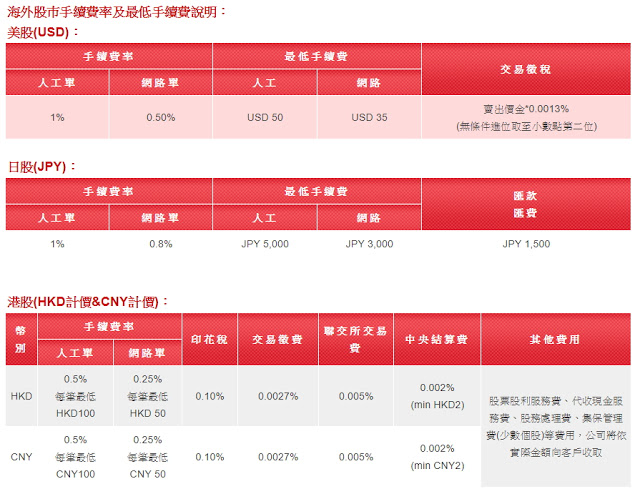 海外股市手續費率及最低手續費說明：
美股(USD)：
手續費率 最低手續費 交易徵稅
人工單 網路單 人工 網路
1% 0.50% USD 50 USD 35 賣出價金*0.0013%
(無條件進位取至小數點第二位)
日股(JPY)：
手續費率 最低手續費 匯款
匯費
人工單 網路單 人工 網路
1% 0.8% JPY 5,000 JPY 3,000 JPY 1,500
港股(HKD計價&CNY計價)：
幣
別 手續費率 印花稅 交易徵費 聯交所交易
費 中央結算費 其他費用
人工單 網路單
HKD 0.5%
每筆最低
HKD100 0.25%
每筆最低
HKD 50 0.10% 0.0027% 0.005% 0.002%
(min HKD2) 股票股利服務費、代收現金服
務費、股務處理費、集保管理
費(少數個股)等費用，公司將依
實際金額向客戶收取
CNY 0.5%
每筆最低
CNY100 0.25%
每筆最低
CNY 50 0.10% 0.0027% 0.005% 0.002%
(min CNY2)